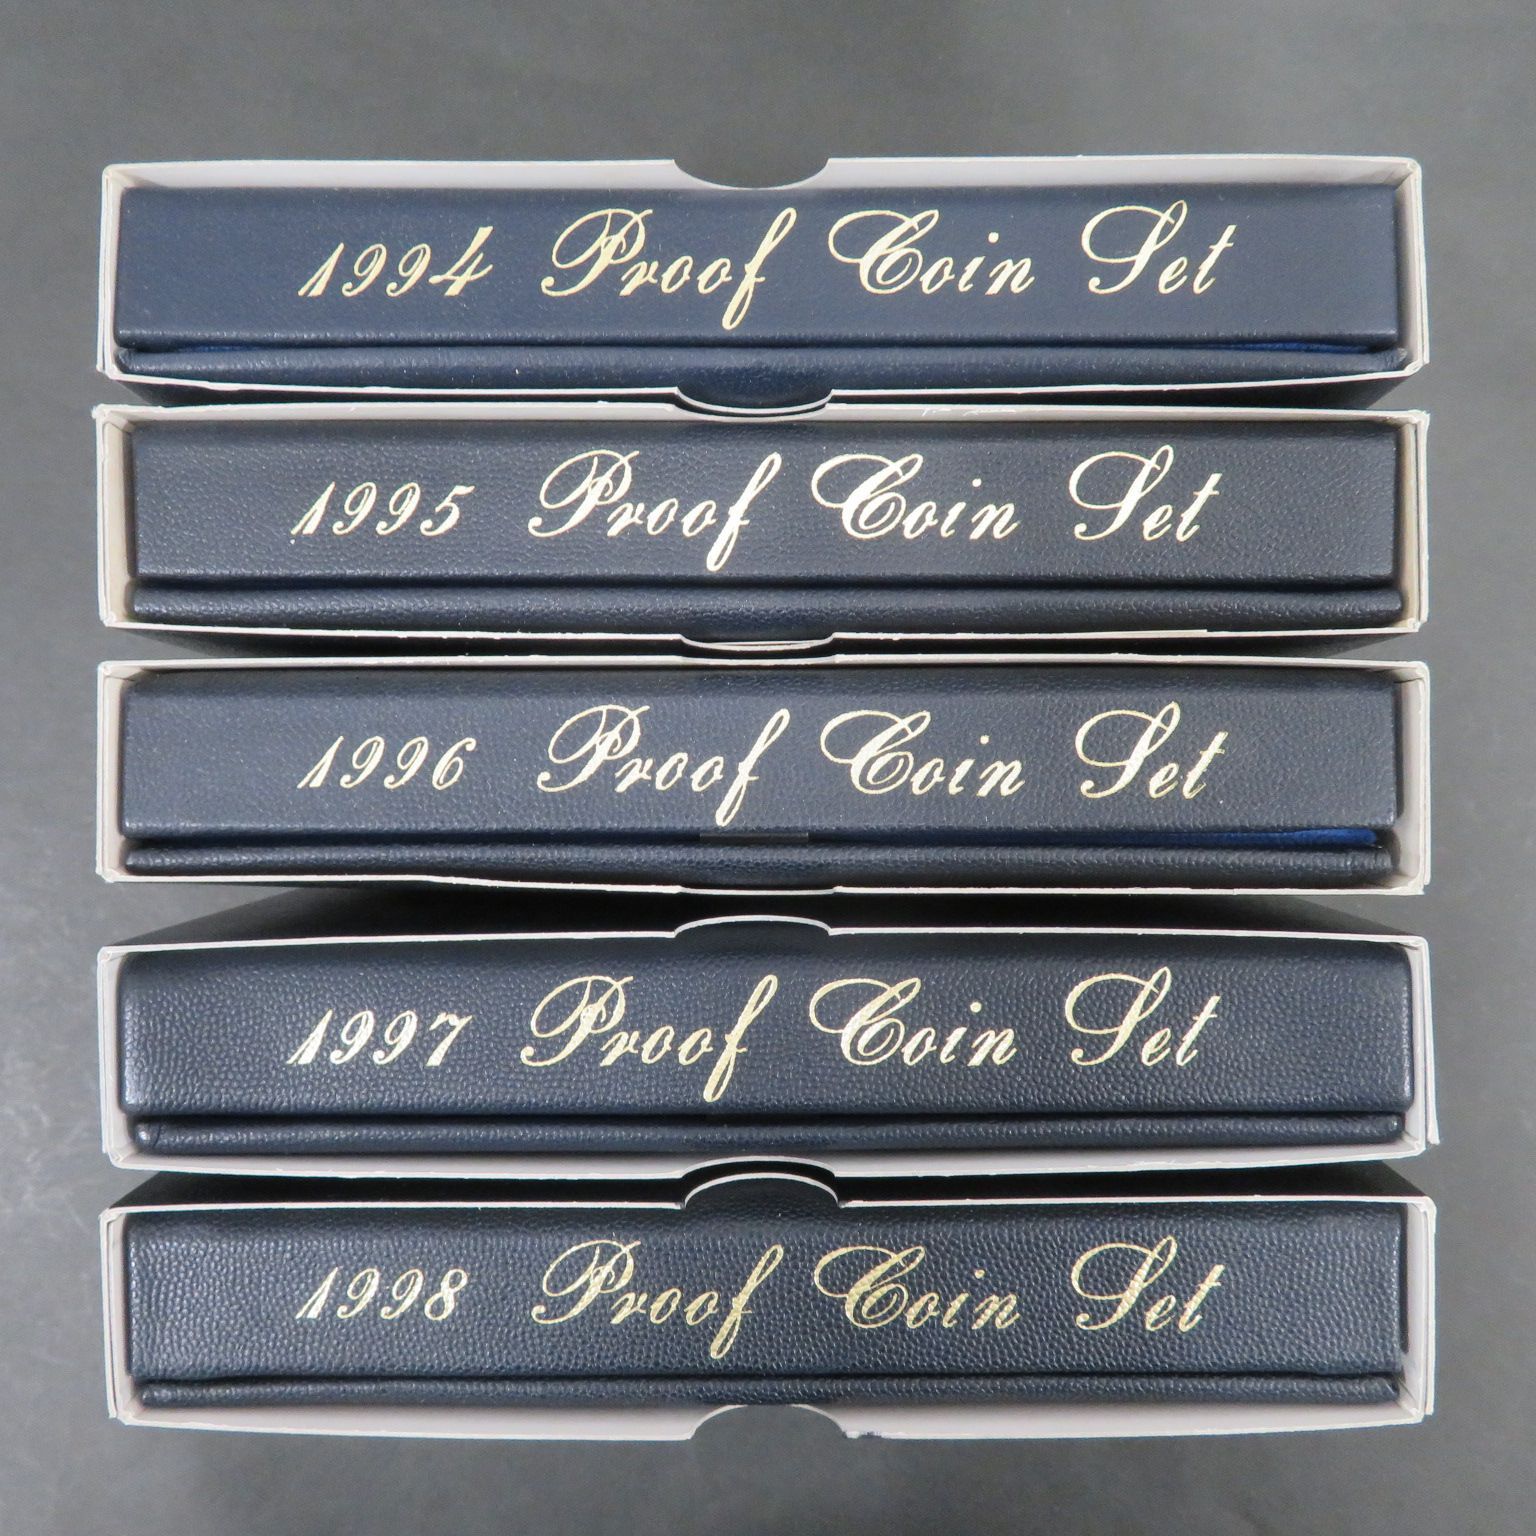 1994 Proof Coin Set
1995 Proof Coin Set
1996 Proof Coin Set
1997 Proof Coin Set
1998 Proof Coin Set